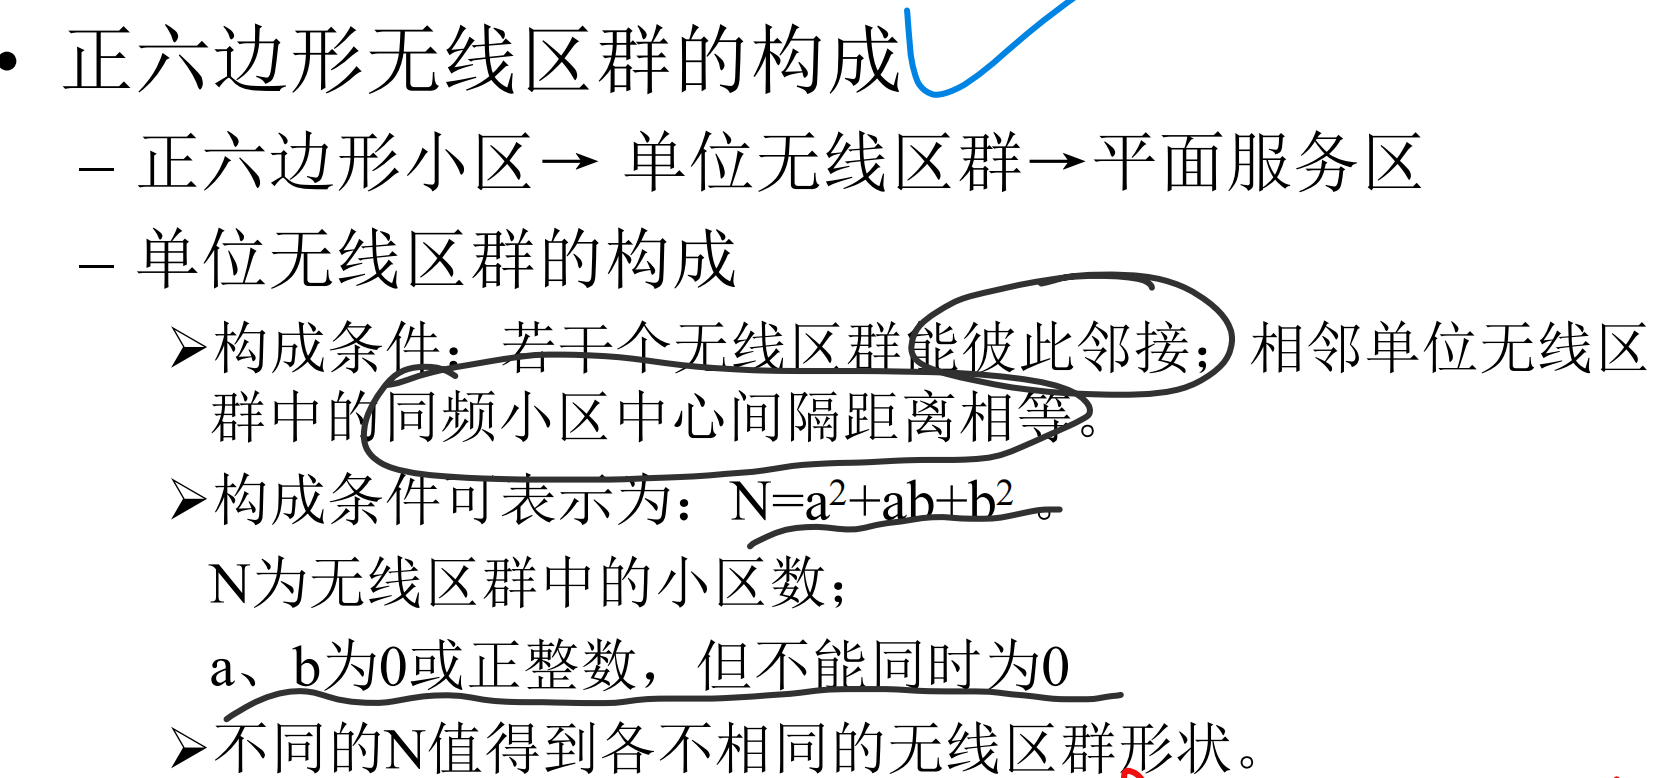 • 正六边形无线区群的构成
– 正六边形小区→ 单位无线区群→平面服务区
– 单位无线区群的构成
➢构成条件：若干个无线区群能彼此邻接；相邻单位无线区
群中的同频小区中心间隔距离相等。
➢构成条件可表示为：N=a²+ab+b² 。
N为无线区群中的小区数；
a、b为0或正整数，但不能同时为0
➢不同的N值得到各不相同的无线区群形状。